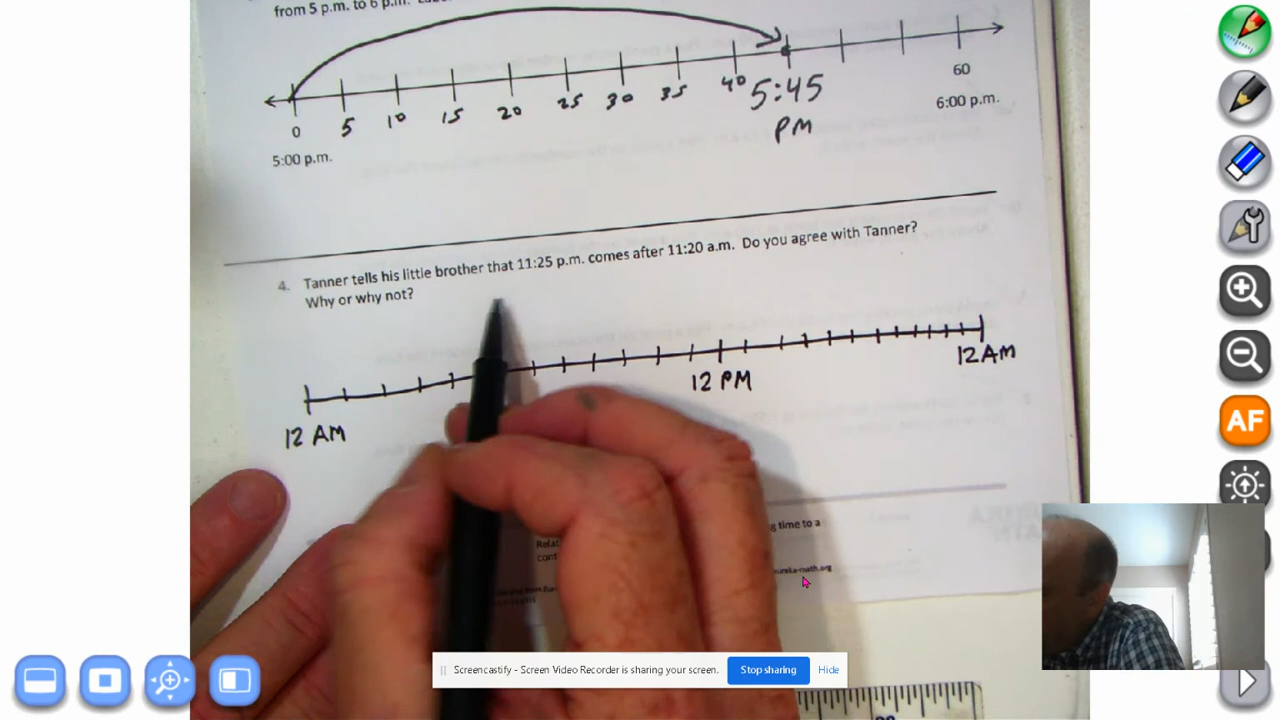 from 5 p.m. to 6 p.m.
0 5 10 15 20 25 30 35 40 5:45 60
PM
5:00 p.m. 6:00 p.m.
4. Tanner tells his little brother that 11:25 p.m. comes after 11:20 a.m. Do you agree with Tanner?
Why or why not?
12 AM 12 PM 12 AM
g time to a
AF
Screencastify - Screen Video Recorder is sharing your screen. Stop sharing Hide